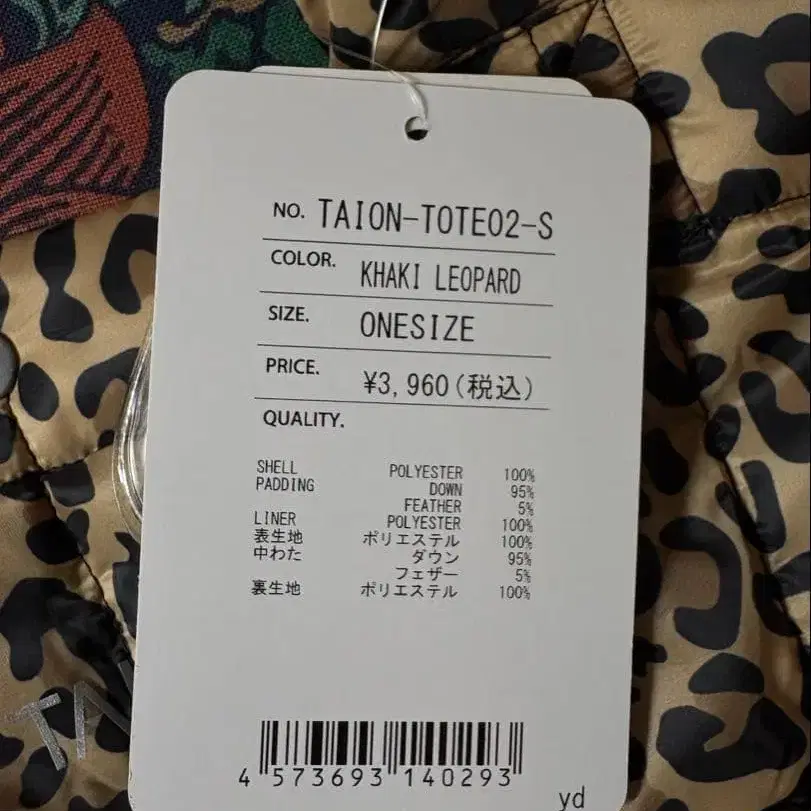 NO. TAION-TOTE02-S
COLOR. KHAKI LEOPARD
SIZE. ONESIZE
PRICE. ¥3,960(税込)
QUALITY.
SHELL POLYESTER 100%
PADDING DOWN 95%
FEATHER 5%
LINER POLYESTER 100%
表生地 ポリエステル 100%
中わた ダウン 95%
フェザー 5%
裏生地 ポリエステル 100%
TAI
4 573693 140293
yd